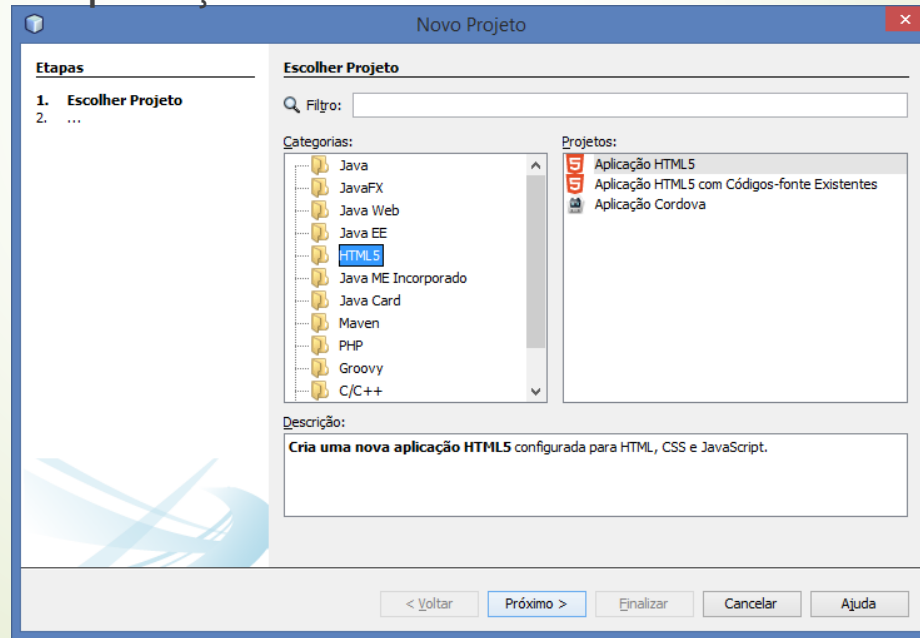 Novo Projeto
Etapas
1. Escolher Projeto
2. ...
Escolher Projeto
Filtro:
Categorias:
Java
JavaFX
Java Web
Java EE
HTML5
Java ME Incorporado
Java Card
Maven
PHP
Groovy
C/C++
Projetos:
Aplicação HTML5
Aplicação HTML5 com Códigos-fonte Existentes
Aplicação Cordova
Descrição:
Cria uma nova aplicação HTML5 configurada para HTML, CSS e JavaScript.
< Voltar
Próximo >
Finalizar
Cancelar
Ajuda